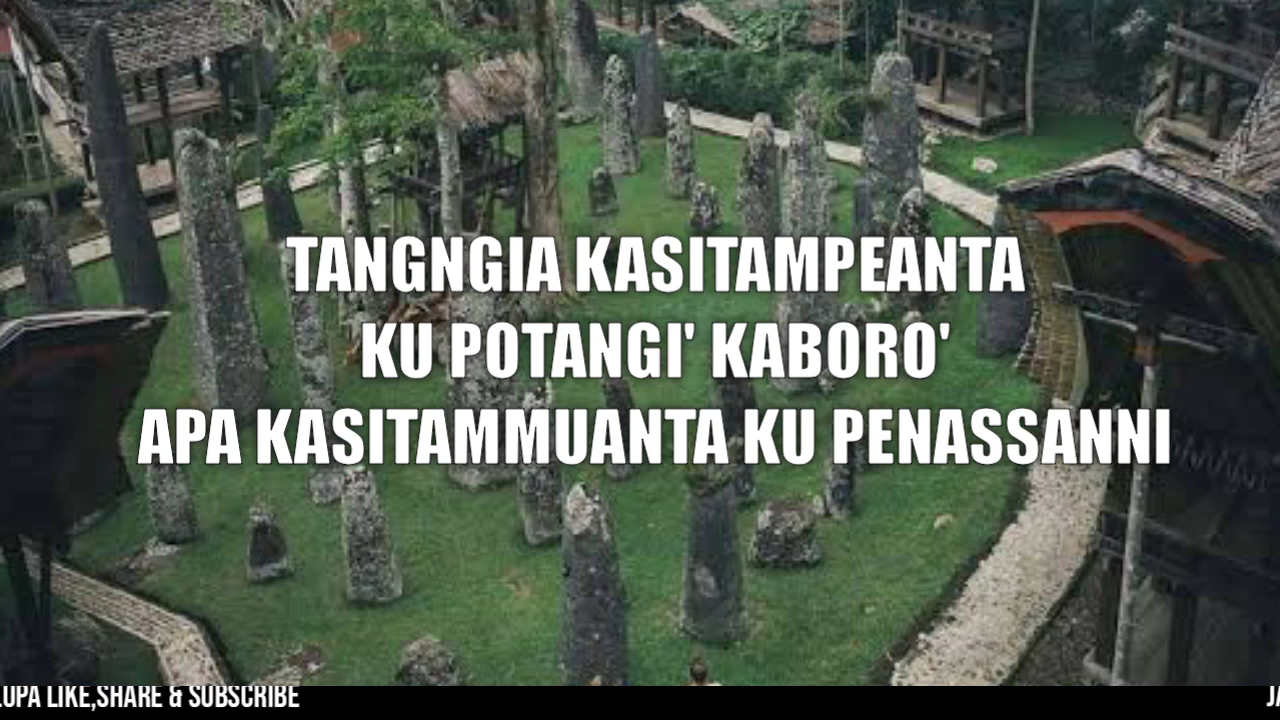 TANGNGIA KASITAMPEANTA
KU POTANGI' KABORO'
APA KASITAMMUANTA KU PENASSANNI
LUPA LIKE,SHARE & SUBSCRIBE